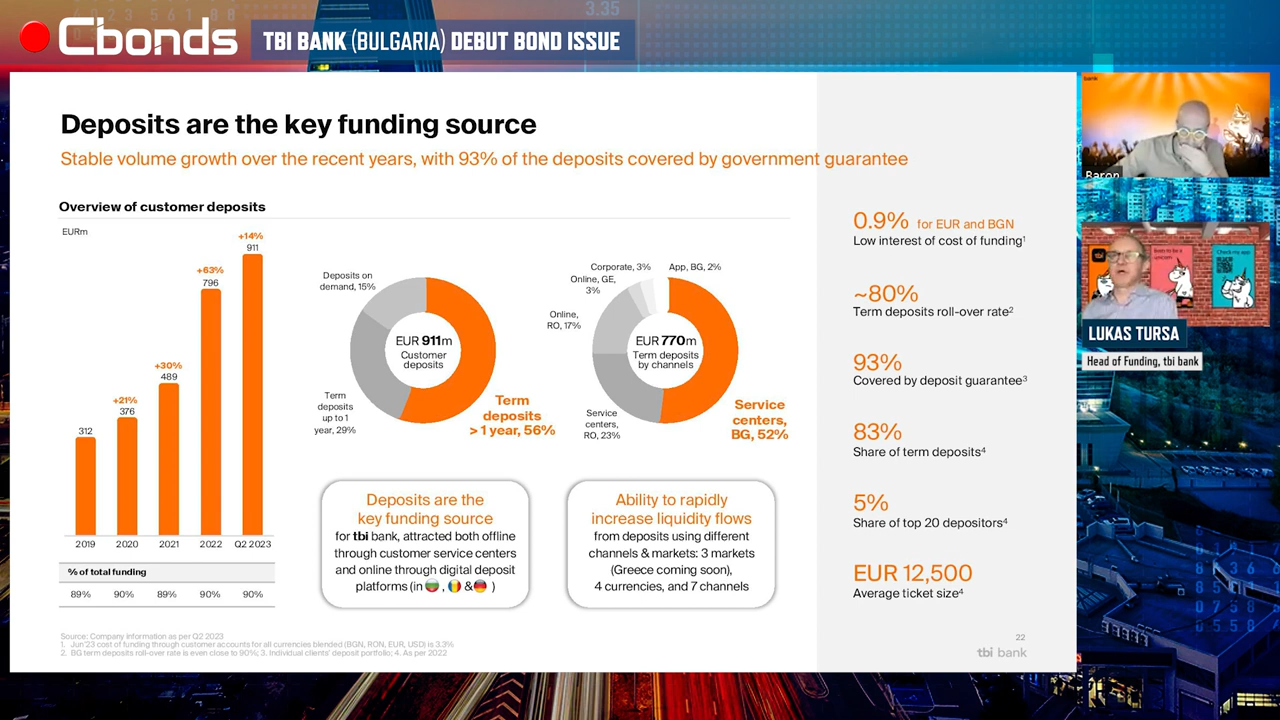 Cbonds
TBI BANK (BULGARIA) DEBUT BOND ISSUE
3.35
Deposits are the key funding source
Stable volume growth over the recent years, with 93% of the deposits covered by government guarantee
Overview of customer deposits
EURm
312
+21%
376
+30%
489
+63%
796
+14%
911
2019 2020 2021 2022 Q2 2023
% of total funding
89% 90% 89% 90% 90%
Deposits on
demand, 15%
EUR 911m
Customer
deposits
Term
deposits
up to 1
year, 29%
Term
deposits
> 1 year, 56%
Corporate, 3%
App, BG, 2%
Online, GE,
3%
Online,
RO, 17%
EUR 770m
Term deposits
by channels
Service
centers,
RO, 23%
Service
centers,
BG, 52%
Deposits are the
key funding source
for tbi bank, attracted both offline
through customer service centers
and online through digital deposit
platforms (in , & )
Ability to rapidly
increase liquidity flows
from deposits using different
channels & markets: 3 markets
(Greece coming soon),
4 currencies, and 7 channels
0.9% for EUR and BGN
Low interest of cost of funding¹
~80%
Term deposits roll-over rate²
93%
Covered by deposit guarantee³
83%
Share of term deposits⁴
5%
Share of top 20 depositors⁴
EUR 12,500
Average ticket size⁴
Source: Company information as per Q2 2023
1. Jun'23 cost of funding through customer accounts for all currencies blended (BGN, RON, EUR, USD) is 3.3%
2. BG term deposits roll-over rate is even close to 90%; 3. Individual clients' deposit portfolio; 4. As per 2022
22
tbi bank
bank
Baron
tbi
Check my app
LUKAS TURSA
Head of Funding, tbi bank